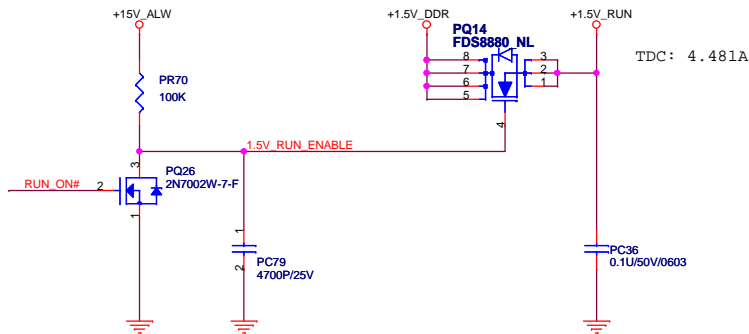 +15V_ALW
+1.5V_DDR
+1.5V_RUN
PQ14
FDS8880_NL
TDC: 4.481A
8
7
6
5
3
2
1
4
PR70
100K
1.5V_RUN_ENABLE
3
PQ26
2N7002W-7-F
RUN_ON#
2
1
1
2
PC79
4700P/25V
PC36
0.1U/50V/0603